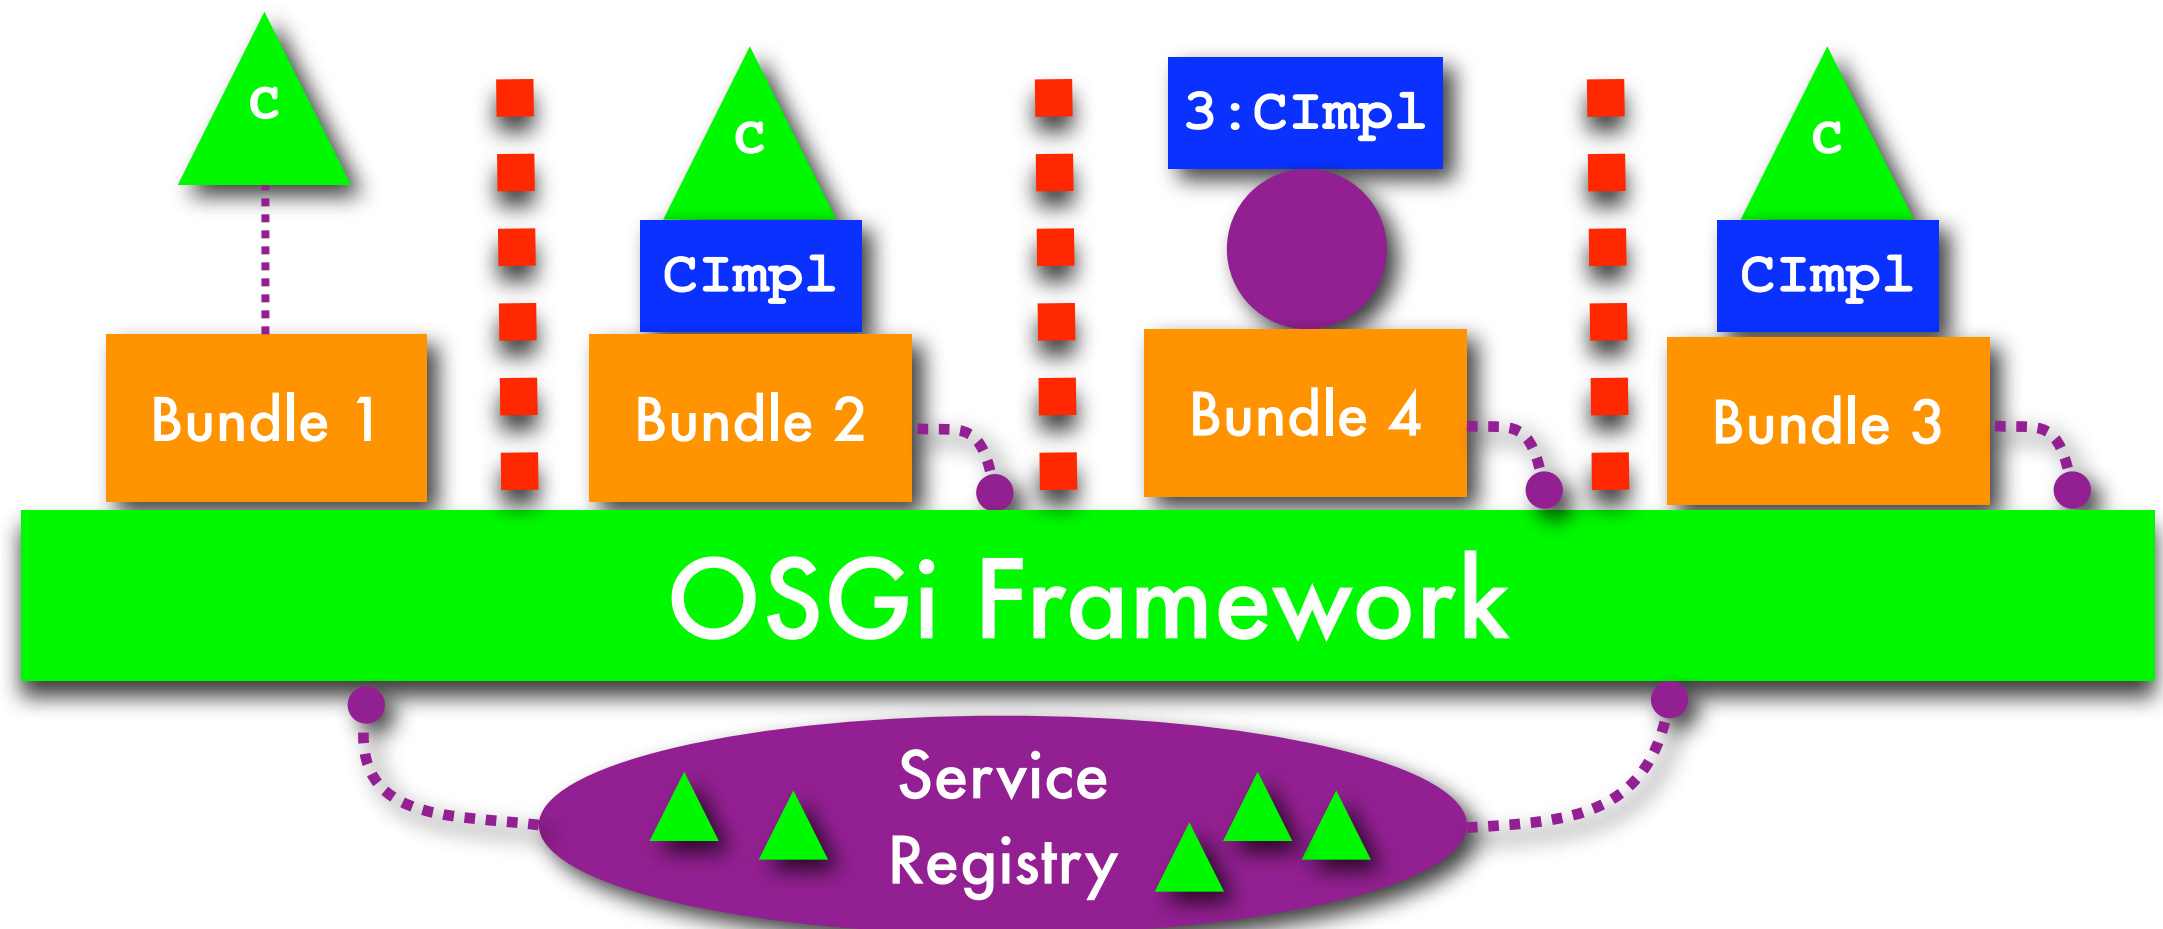 C
C
3:CImpl
C
CImpl
CImpl
Bundle 1
Bundle 2
Bundle 4
Bundle 3
OSGi Framework
Service
Registry